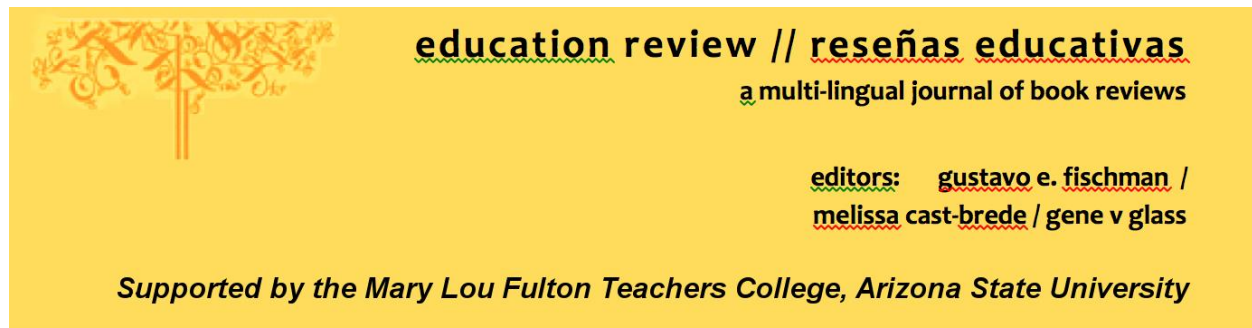 education review // reseñas educativas
a multi-lingual journal of book reviews
editors: gustavo e. fischman /
melissa cast-brede / gene v glass
Supported by the Mary Lou Fulton Teachers College, Arizona State University